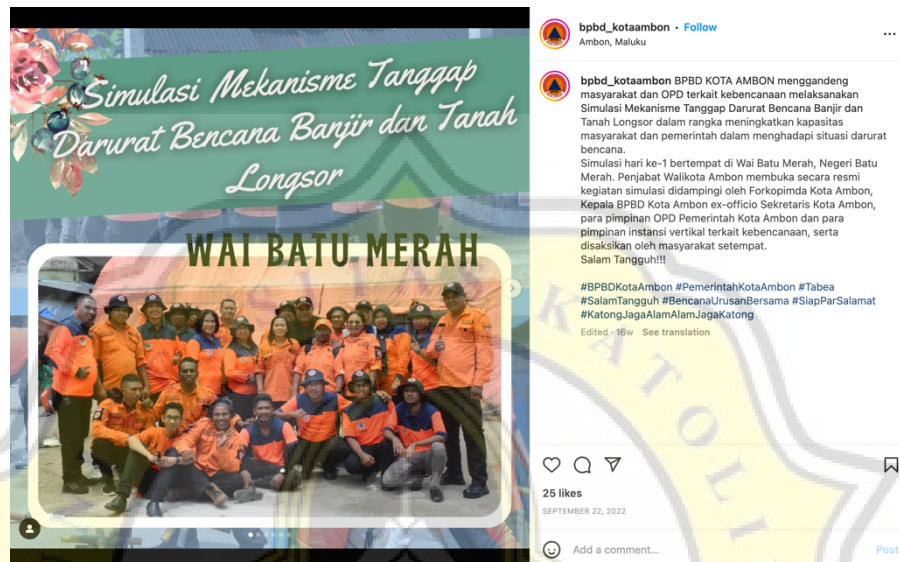 Simulasi Mekanisme Tanggap
Darurat Bencana Banjir dan Tanah
Longsor
WAI BATU MERAH
bpbd_kotaambon • Follow
Ambon, Maluku
bpbd_kotaambon BPBD KOTA AMBON menggandeng
masyarakat dan OPD terkait kebencanaan melaksanakan
Simulasi Mekanisme Tanggap Darurat Bencana Banjir dan
Tanah Longsor dalam rangka meningkatkan kapasitas
masyarakat dan pemerintah dalam menghadapi situasi darurat
bencana.
Simulasi hari ke-1 bertempat di Wai Batu Merah, Negeri Batu
Merah. Penjabat Walikota Ambon membuka secara resmi
kegiatan simulasi didampingi oleh Forkopimda Kota Ambon,
Kepala BPBD Kota Ambon ex-officio Sekretaris Kota Ambon,
para pimpinan OPD Pemerintah Kota Ambon dan para
pimpinan instansi vertikal terkait kebencanaan, serta
disaksikan oleh masyarakat setempat.
Salam Tangguh!!!
#BPBDKotaAmbon #PemerintahKotaAmbon #Tabea
#SalamTangguh #BencanaUrusanBersama #SiapParSalamat
#KatongJagaAlamAlamJagaKatong
Edited · 16w See translation
25 likes
SEPTEMBER 22, 2022
Add a comment...
Post
KATOLI